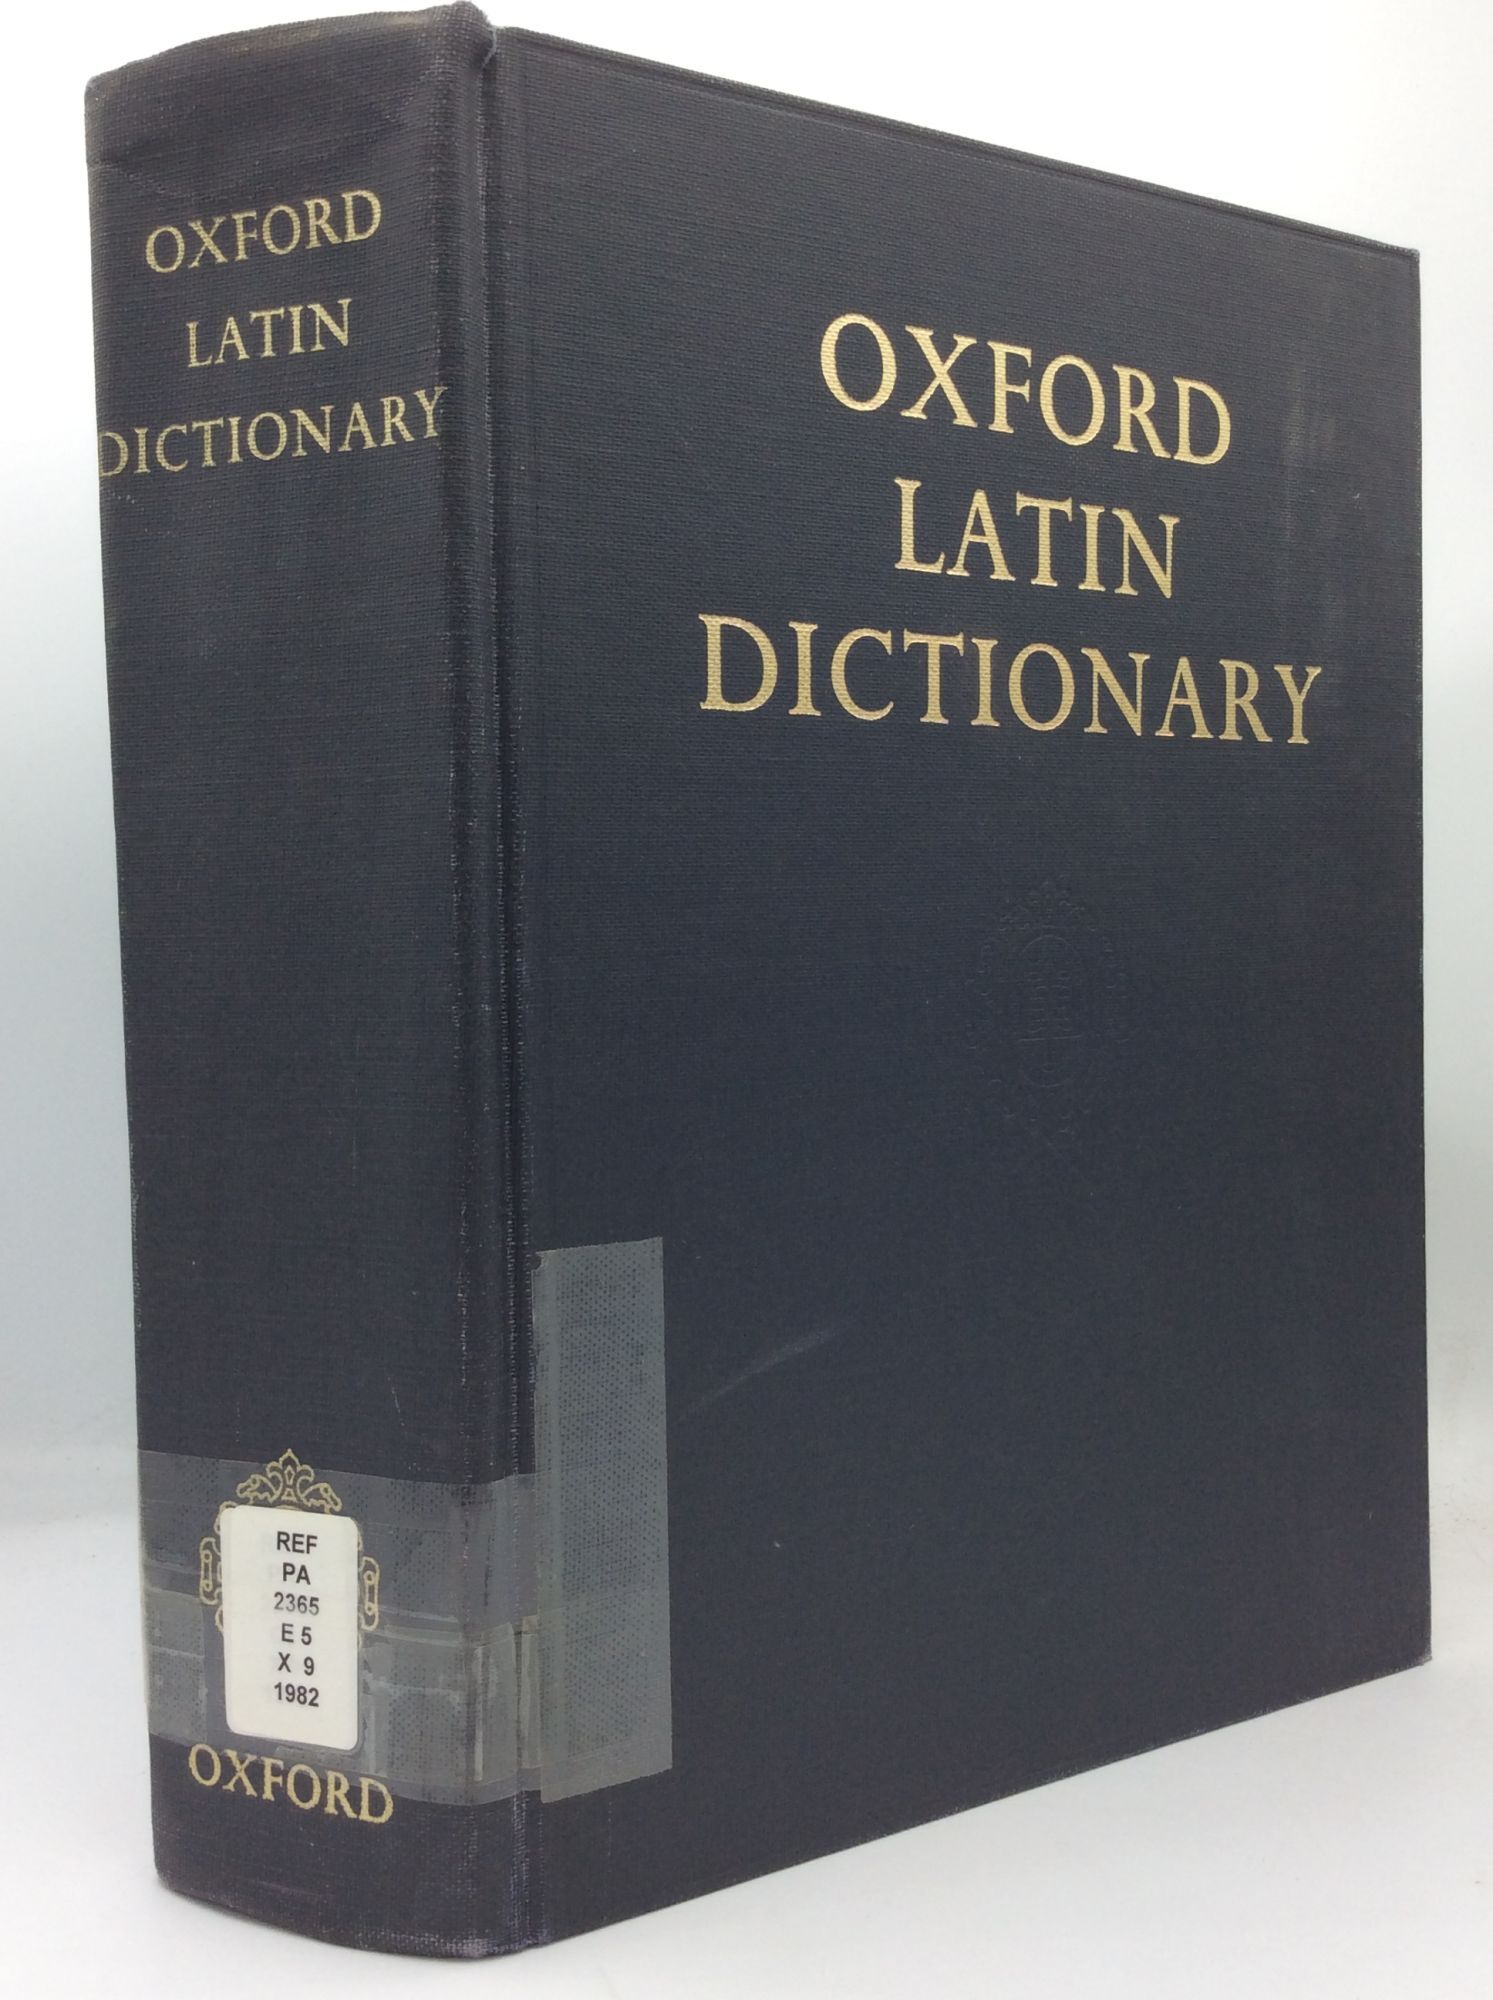 OXFORD
LATIN
DICTIONARY
REF
PA
2365
E 5
X 9
1982
OXFORD
OXFORD
LATIN
DICTIONARY